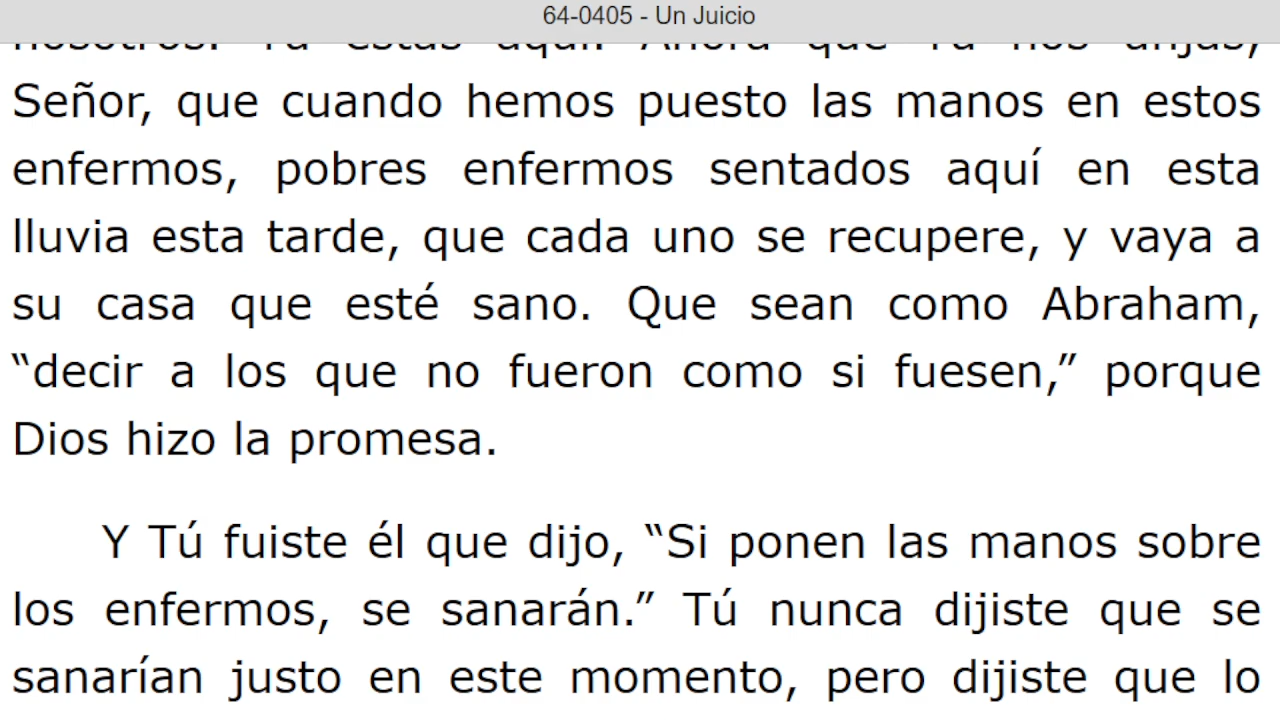 64-0405 - Un Juicio
Señor, que cuando hemos puesto las manos en estos
enfermos, pobres enfermos sentados aquí en esta
lluvia esta tarde, que cada uno se recupere, y vaya a
su casa que esté sano. Que sean como Abraham,
“decir a los que no fueron como si fuesen,” porque
Dios hizo la promesa.
Y Tú fuiste él que dijo, “Si ponen las manos sobre
los enfermos, se sanarán.” Tú nunca dijiste que se
sanarían justo en este momento, pero dijiste que lo